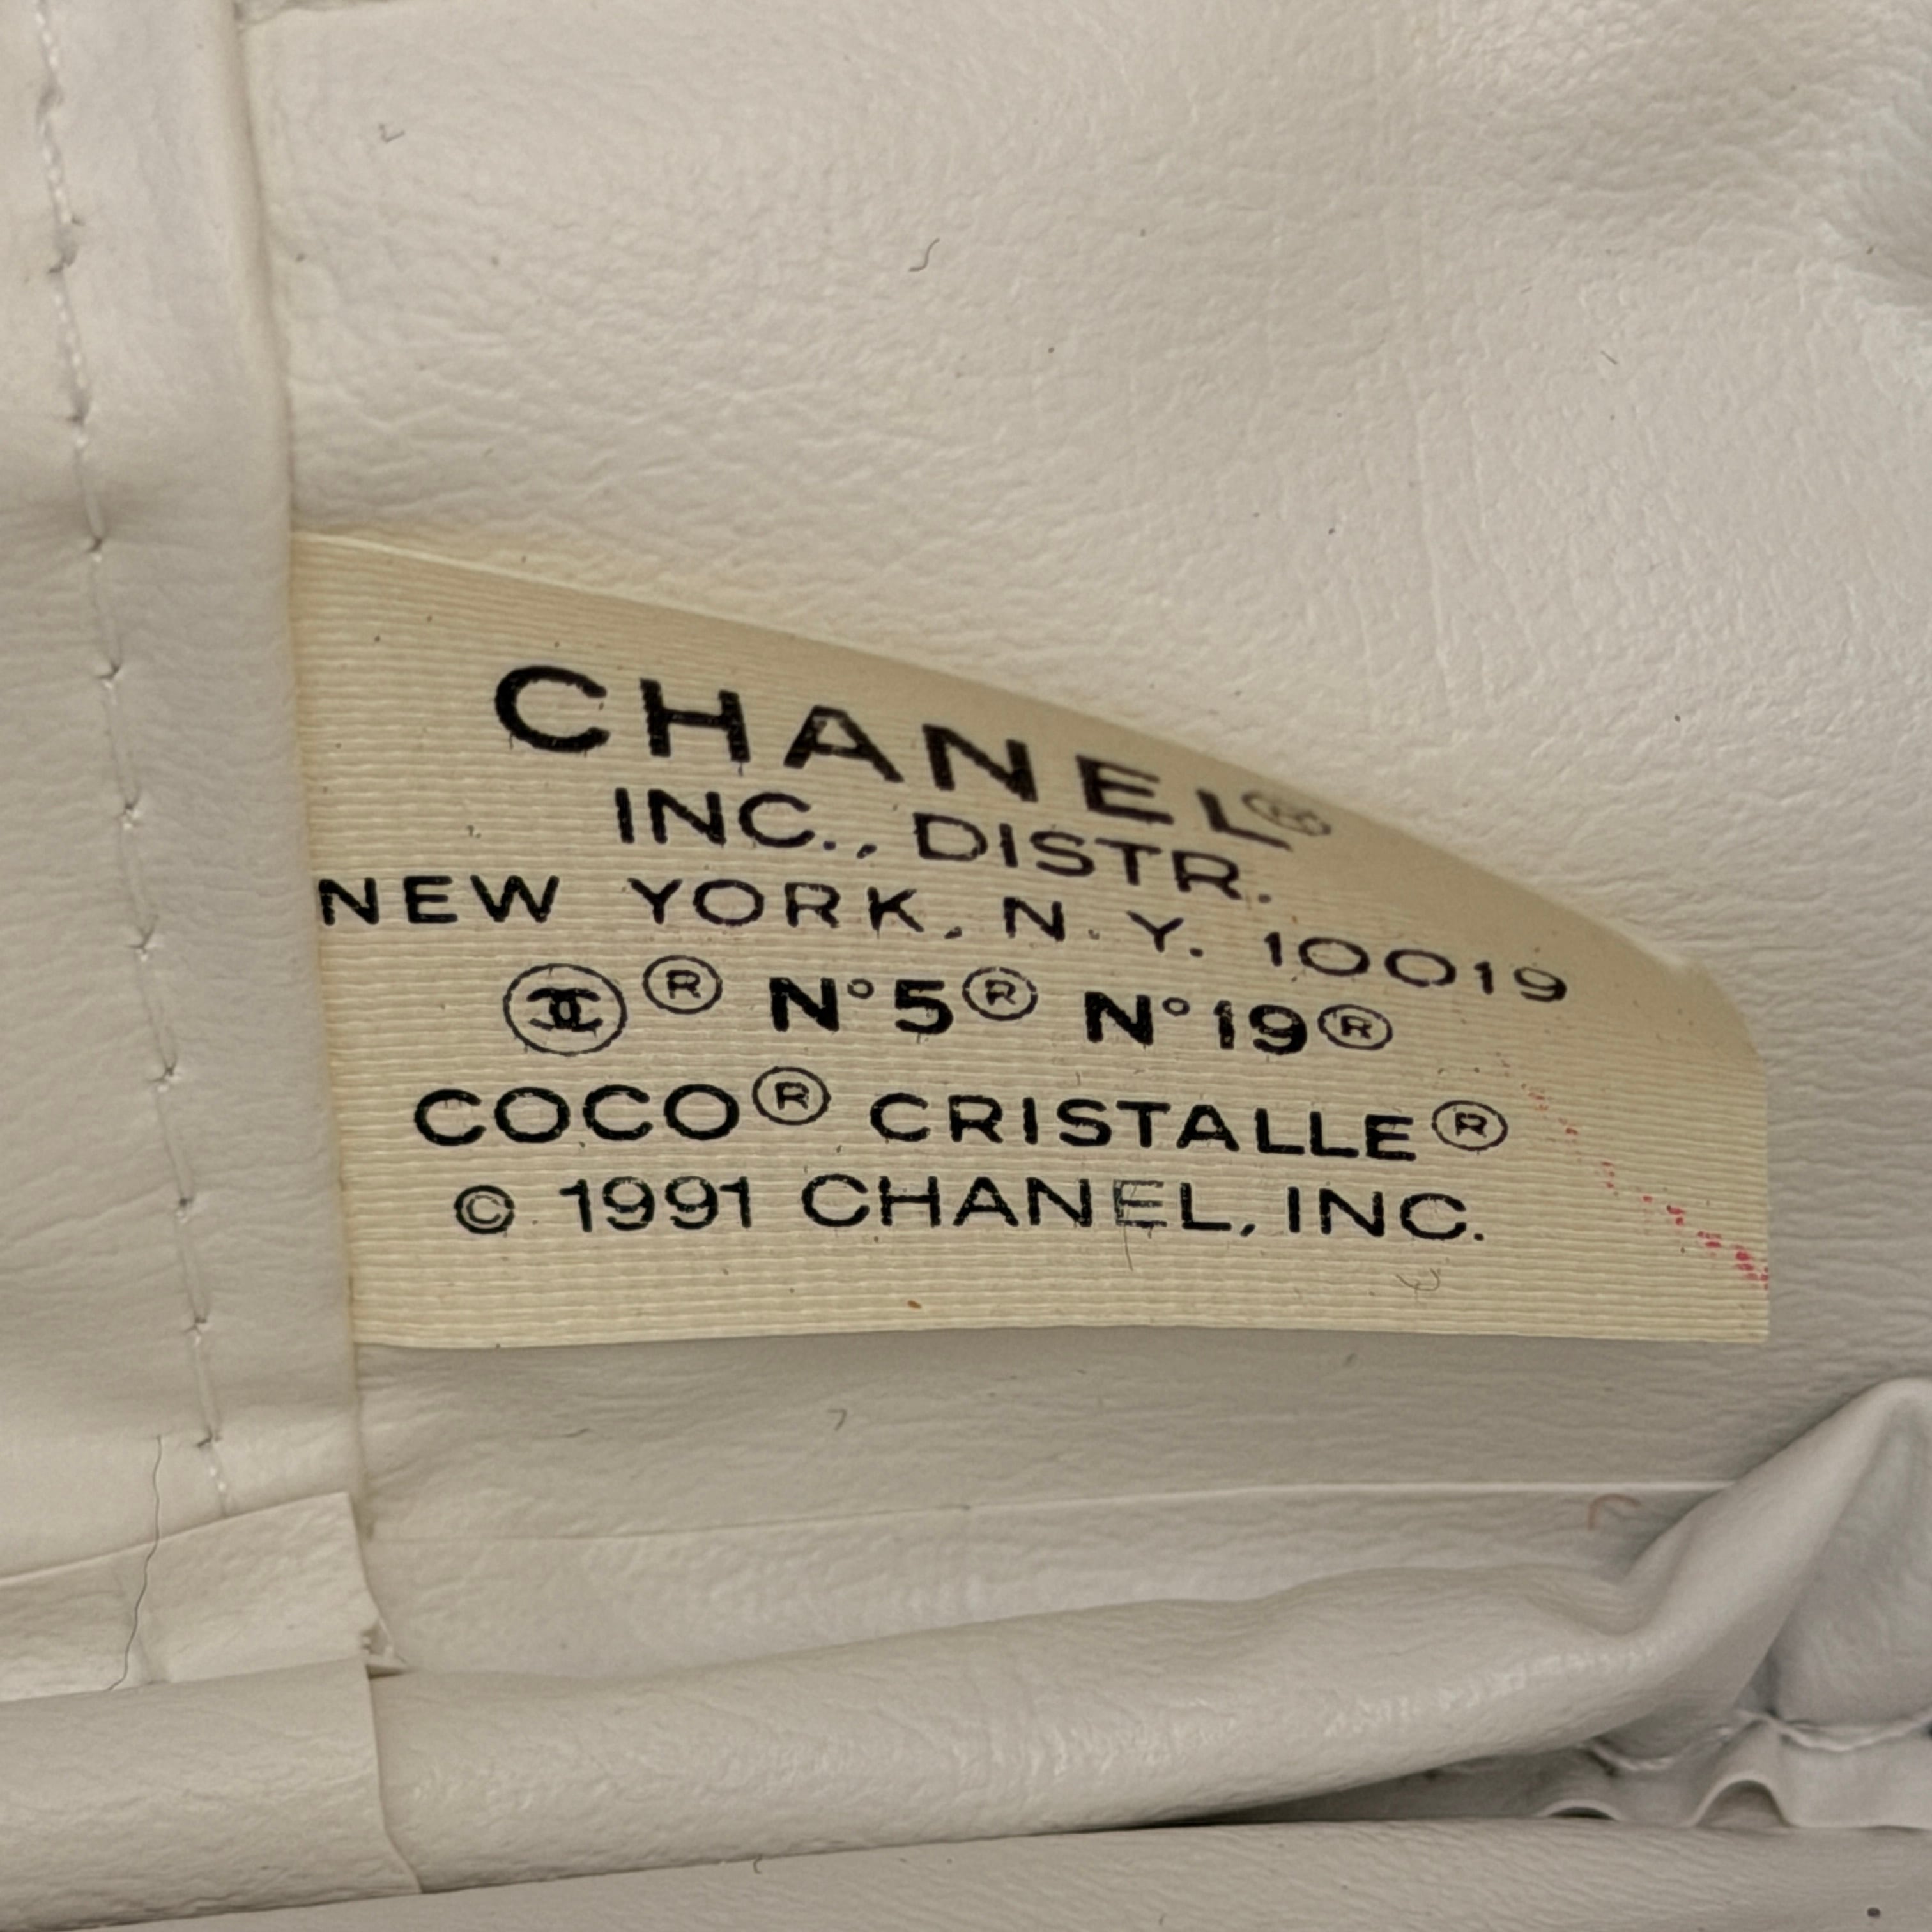 CHANEL®
INC., DISTR.
NEW YORK, N.Y. 10019
® N°5® N°19®
COCO® CRISTALLE®
© 1991 CHANEL, INC.